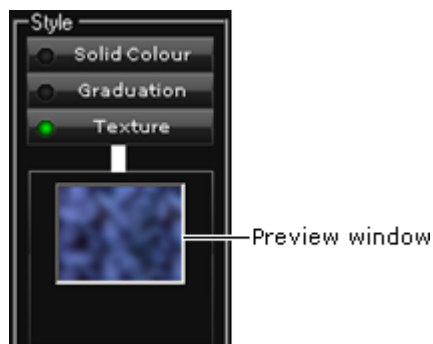 Style
Solid Colour
Graduation
Texture
Preview window